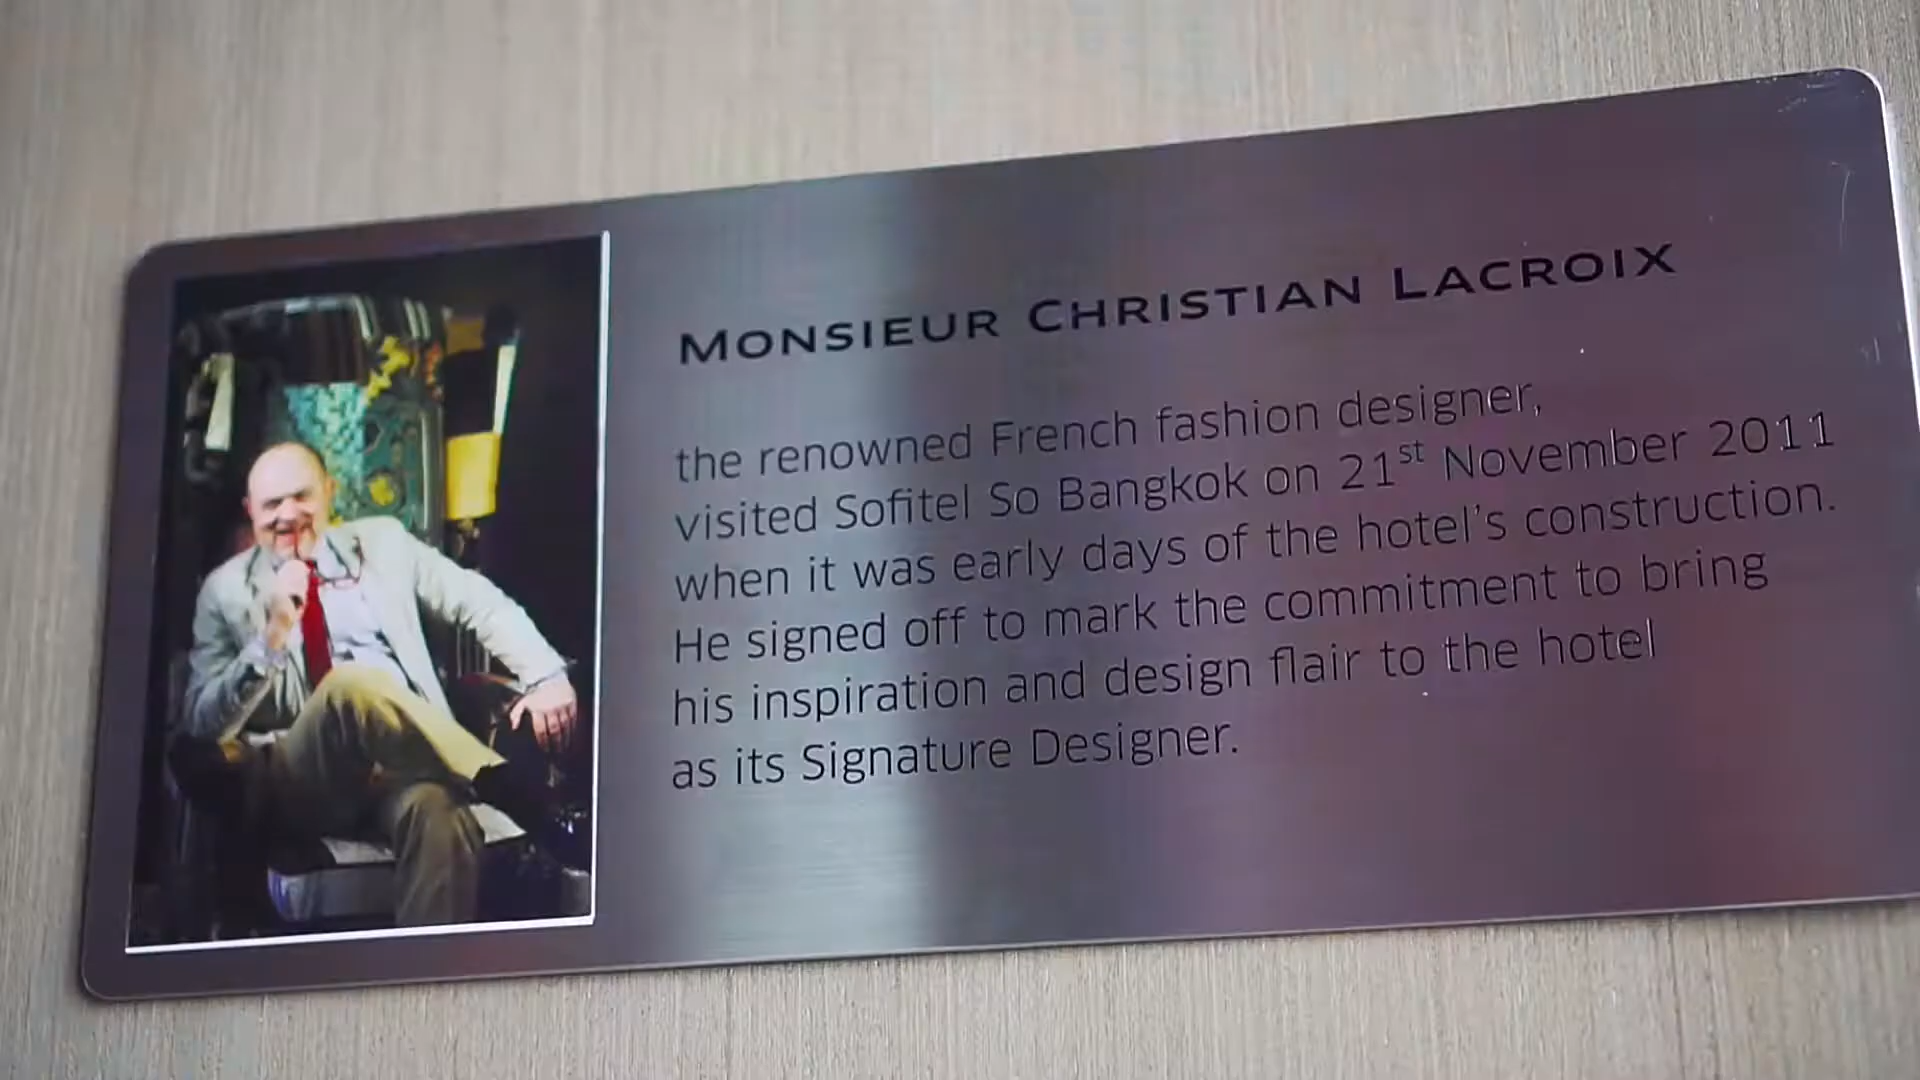 MONSIEUR CHRISTIAN LACROIX
the renowned French fashion designer,
visited Sofitel So Bangkok on 21st November 2011
when it was early days of the hotel's construction.
He signed off to mark the commitment to bring
his inspiration and design flair to the hotel
as its Signature Designer.